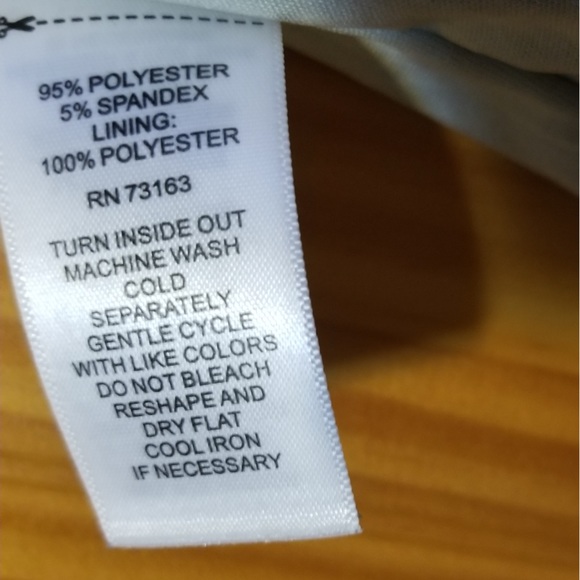 95% POLYESTER
5% SPANDEX
LINING:
100% POLYESTER
RN 73163
TURN INSIDE OUT
MACHINE WASH
COLD
SEPARATELY
GENTLE CYCLE
WITH LIKE COLORS
DO NOT BLEACH
RESHAPE AND
DRY FLAT
COOL IRON
IF NECESSARY